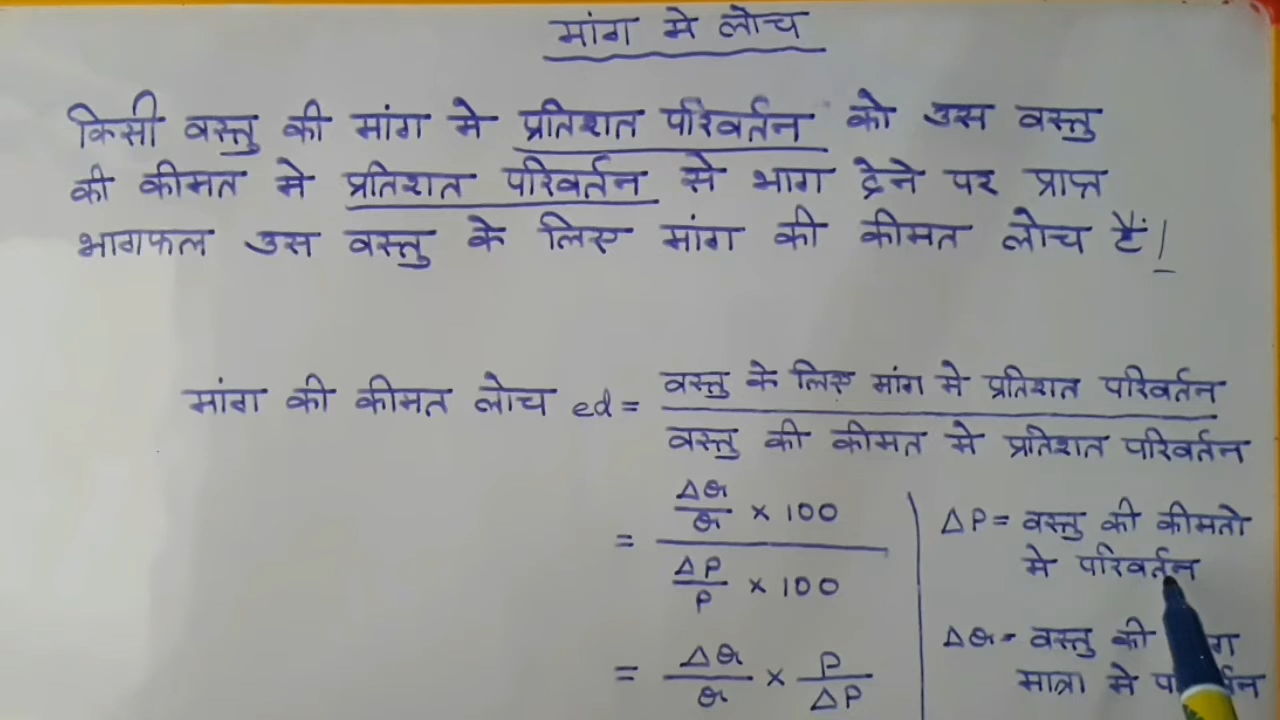 मांग मे लोच
किसी वस्तु की मांग मे प्रतिशत परिवर्तन को उस वस्तु
की कीमत मे प्रतिशत परिवर्तन से भाग देने पर प्राप्त
भागफल उस वस्तु के लिए मांग की कीमत लोच हैं।
मांग की कीमत लोच ed = वस्तु के लिए मांग मे प्रतिशत परिवर्तन
वस्तु की कीमत मे प्रतिशत परिवर्तन
= ΔQ/Q × 100
ΔP/P × 100
= ΔQ/Q × P/ΔP
ΔP = वस्तु की कीमतो
मे परिवर्तन
ΔQ = वस्तु की
मात्रा मे